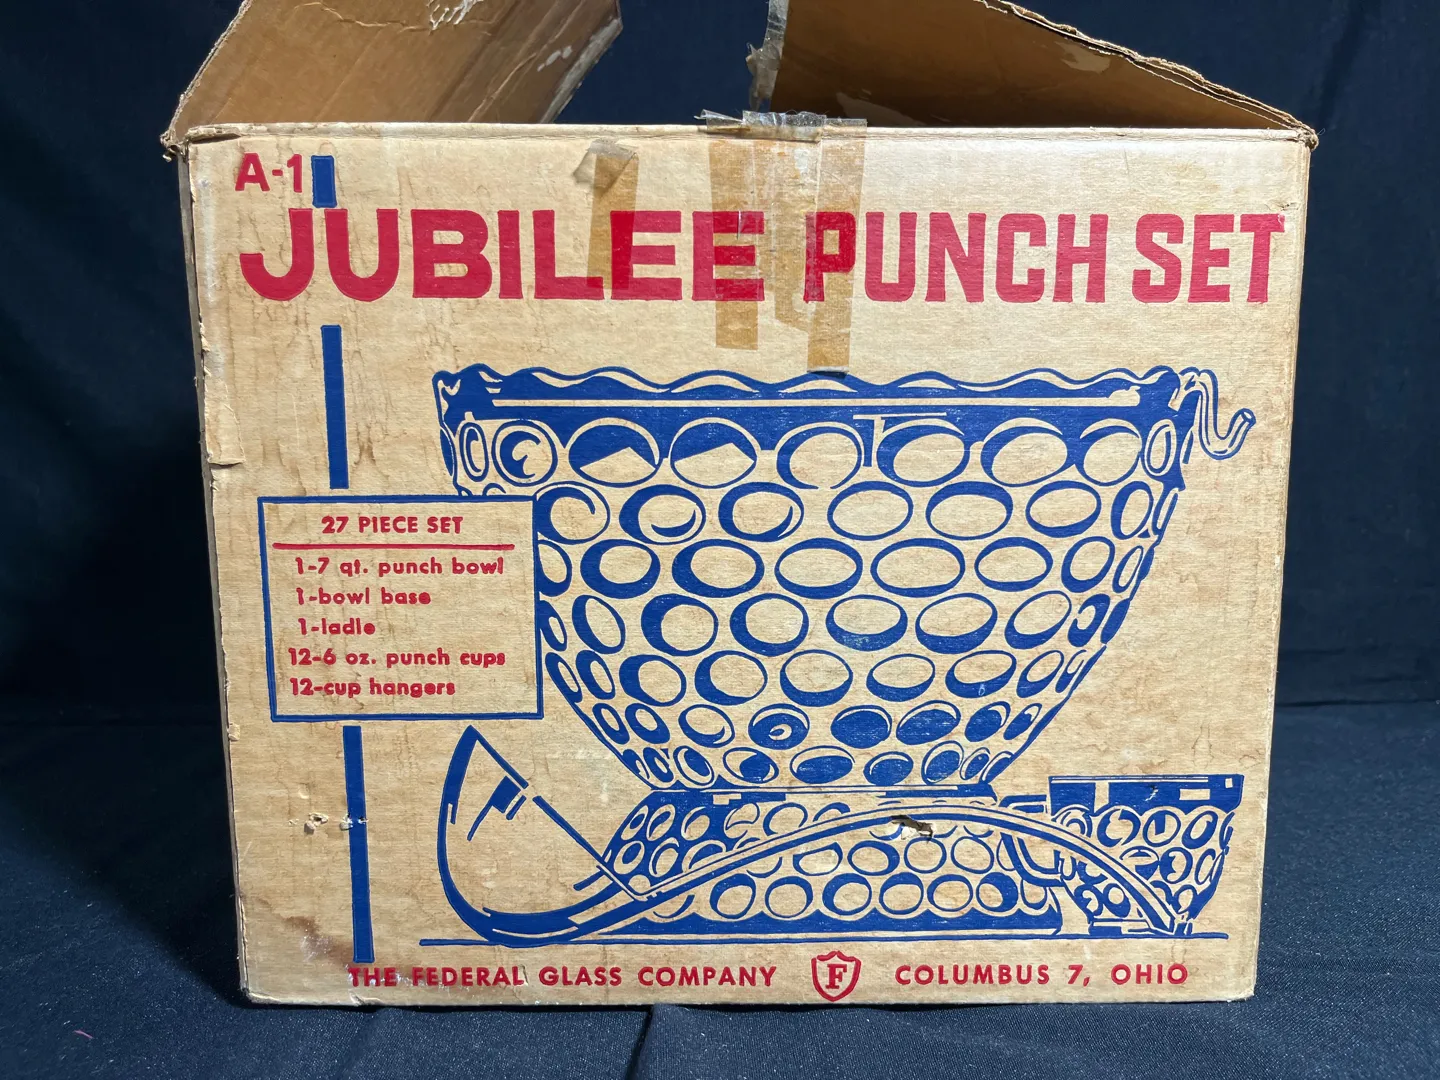 A-1
JUBILEE PUNCH SET
27 PIECE SET
1-7 qt. punch bowl
1-bowl base
1-ladle
12-6 oz. punch cups
12-cup hangers
THE FEDERAL GLASS COMPANY F COLUMBUS 7, OHIO